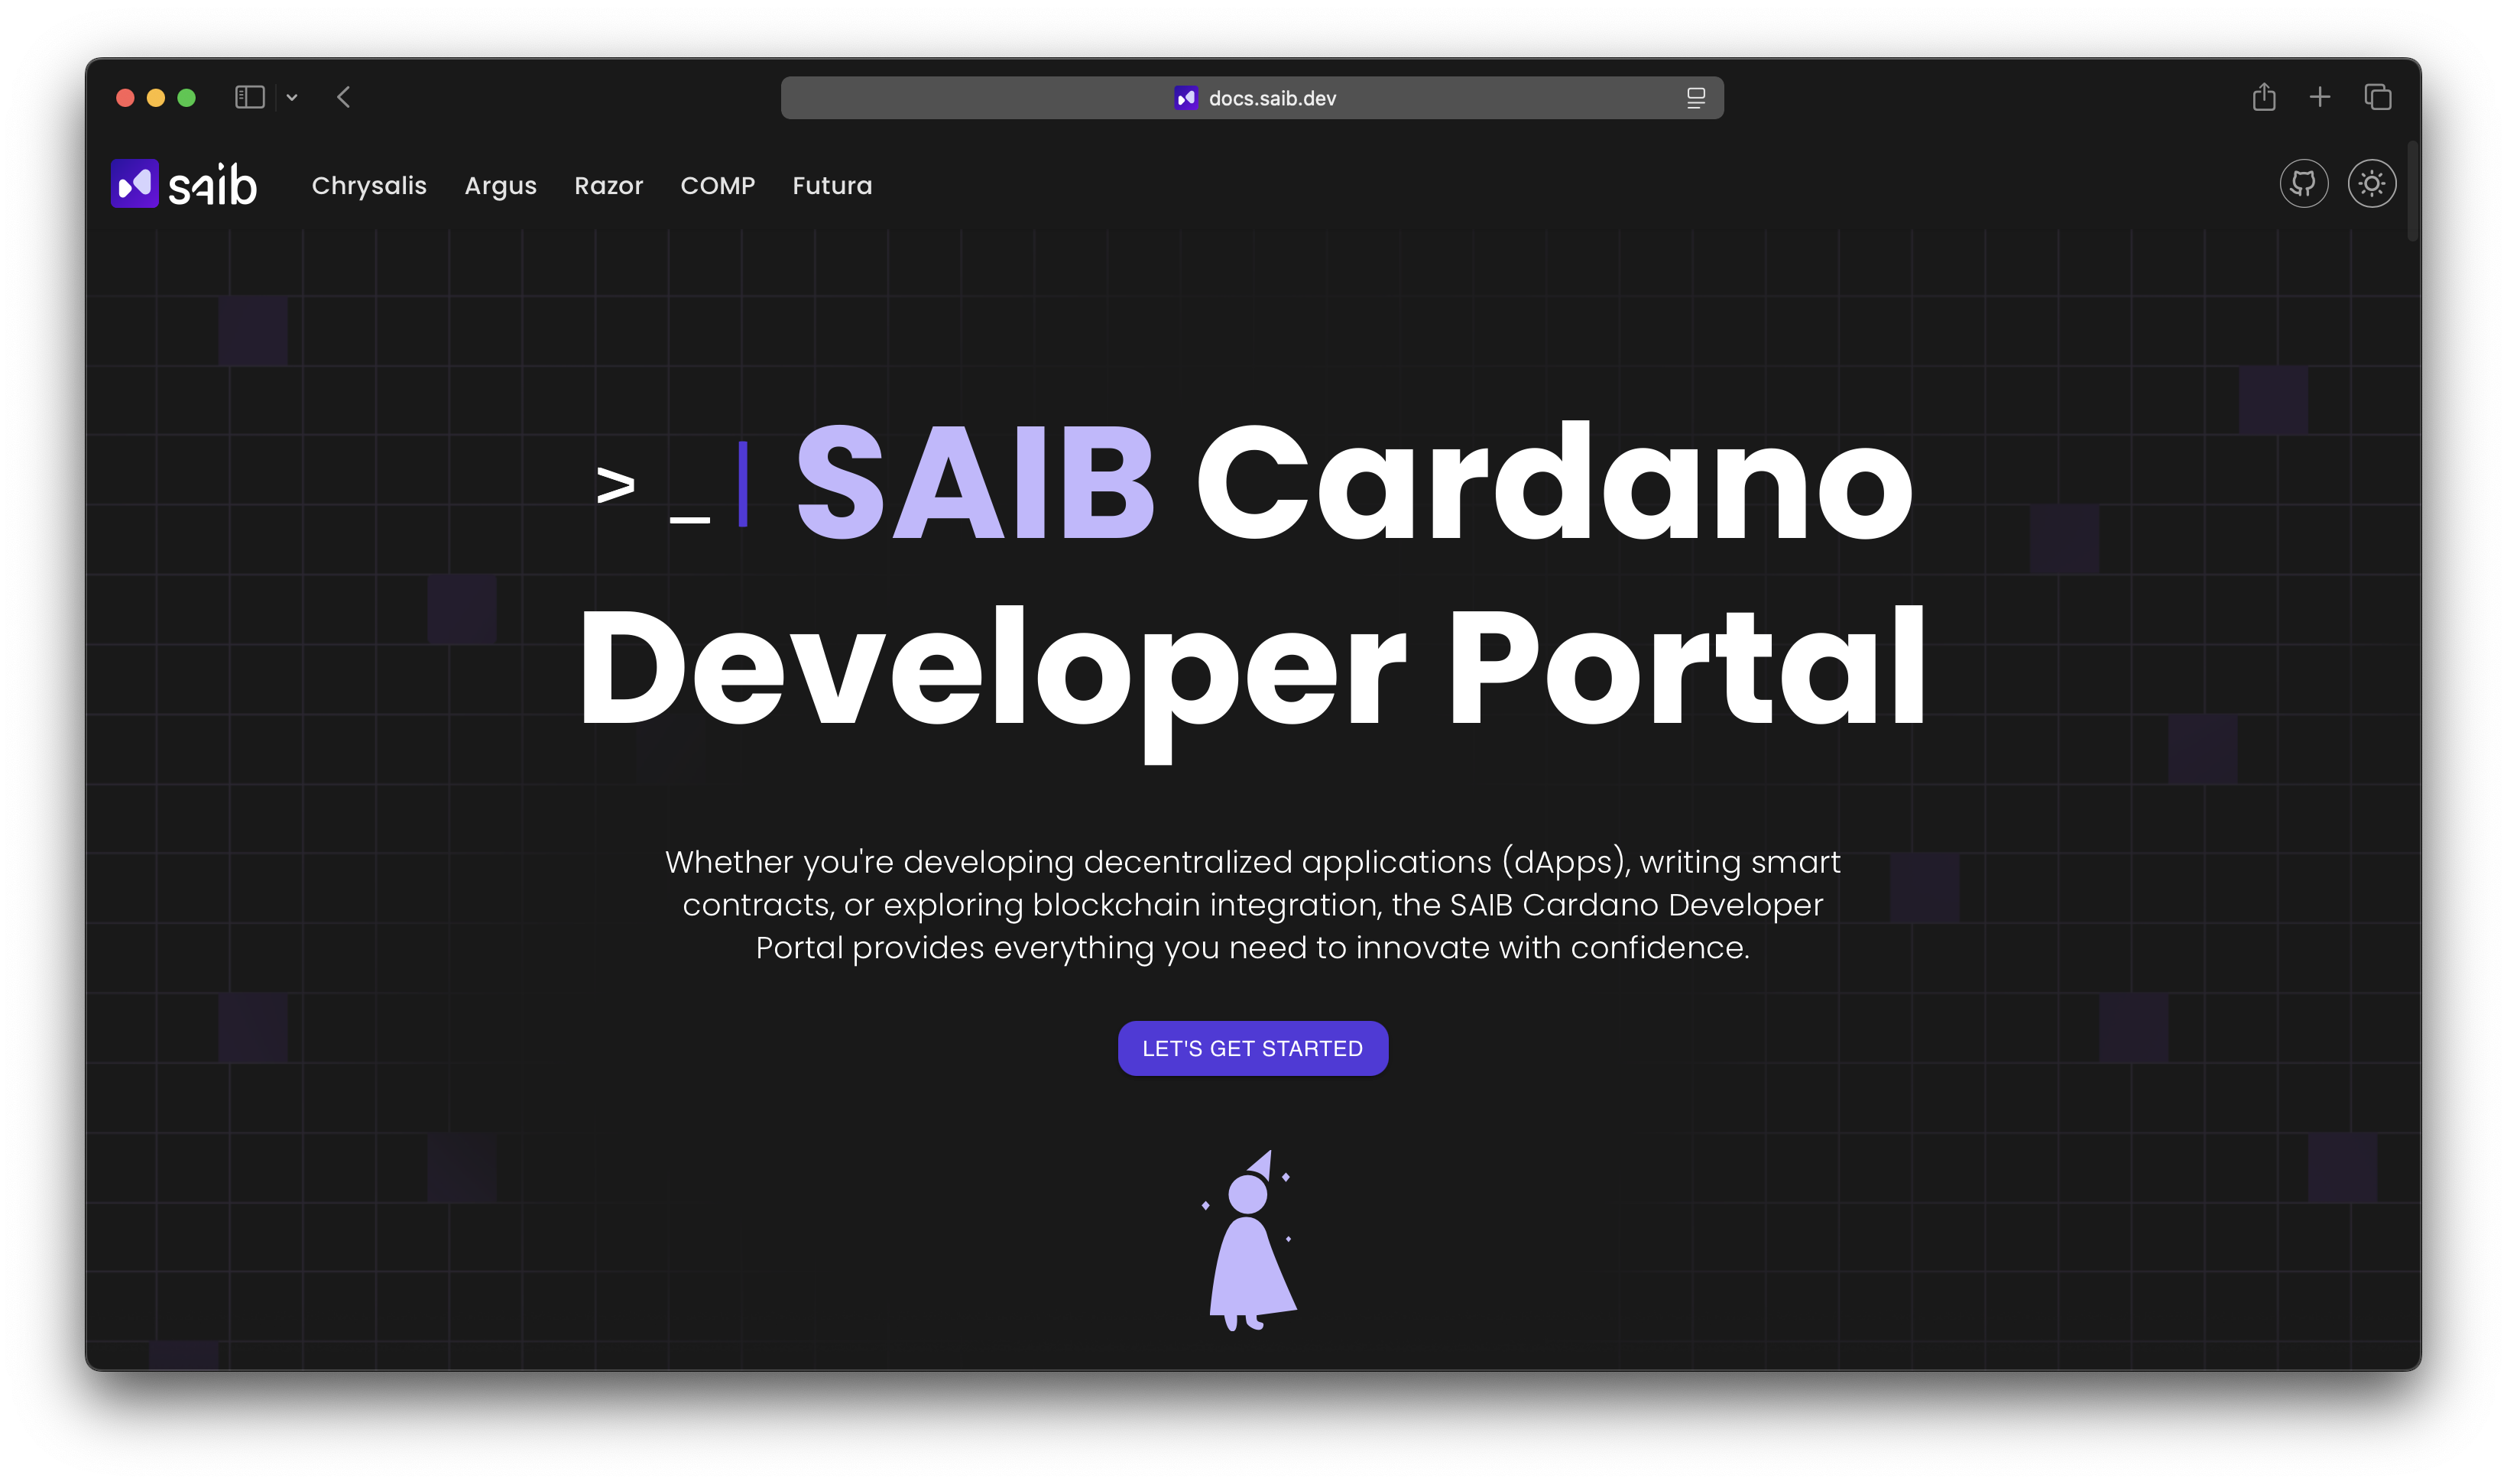 docs.saib.dev
saib Chrysalis Argus Razor COMP Futura
> _ | SAIB Cardano
Developer Portal
Whether you're developing decentralized applications (dApps), writing smart
contracts, or exploring blockchain integration, the SAIB Cardano Developer
Portal provides everything you need to innovate with confidence.
LET'S GET STARTED